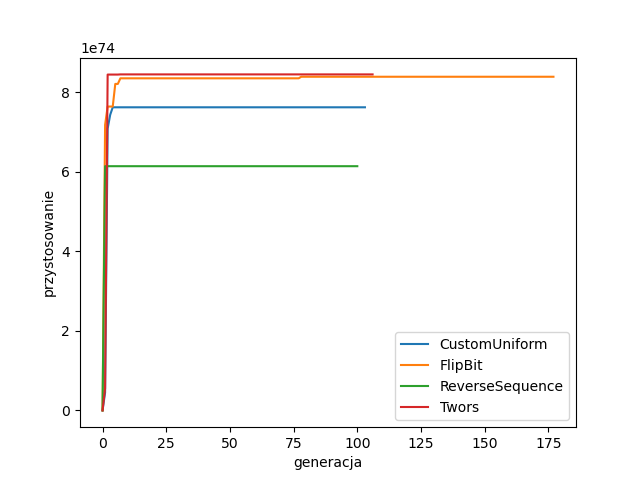 1e74
8
6
4
2
0
przystosowanie
CustomUniform
FlipBit
ReverseSequence
Twors
0 25 50 75 100 125 150 175
generacja